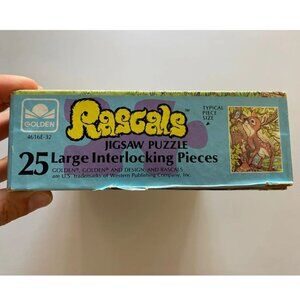 GOLDEN
4616E-32
Rascals™
JIGSAW PUZZLE
25 Large Interlocking Pieces
GOLDEN, GOLDEN AND DESIGN, AND RASCALS
are U.S. trademarks of Western Publishing Company, Inc.
TYPICAL
PIECE
SIZE